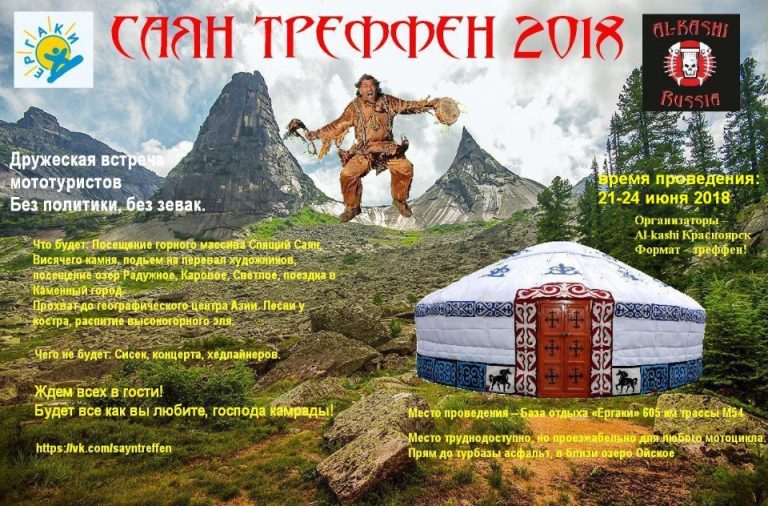 ЕРГАКИ
САЯН ТРЕФФЕН 2018
AL-KASHI
RUSSIA
Дружеская встреча
мототуристов
Без политики, без зевак.
время проведения:
21-24 июня 2018
Организаторы
Al-kashi Красноярск
Формат – треффен!
Что будет: Посещение горного массива Спящий Саян,
Висячего камня, подъем на перевал художников,
посещение озер Радужное, Каровое, Светлое, поездка в
Каменный город.
Прохват до географического центра Азии. Песни у
костра, распитие высокогорного эля.
Чего не будет: Сисек, концерта, хедлайнеров.
Ждем всех в гости!
Будет все как вы любите, господа камрады!
https://vk.com/sayntreffen
Место проведения – База отдыха «Ергаки» 605 км трассы М54
Место труднодоступно, но проезжабельно для любого мотоцикла.
Прям до турбазы асфальт, в близи озеро Ойское